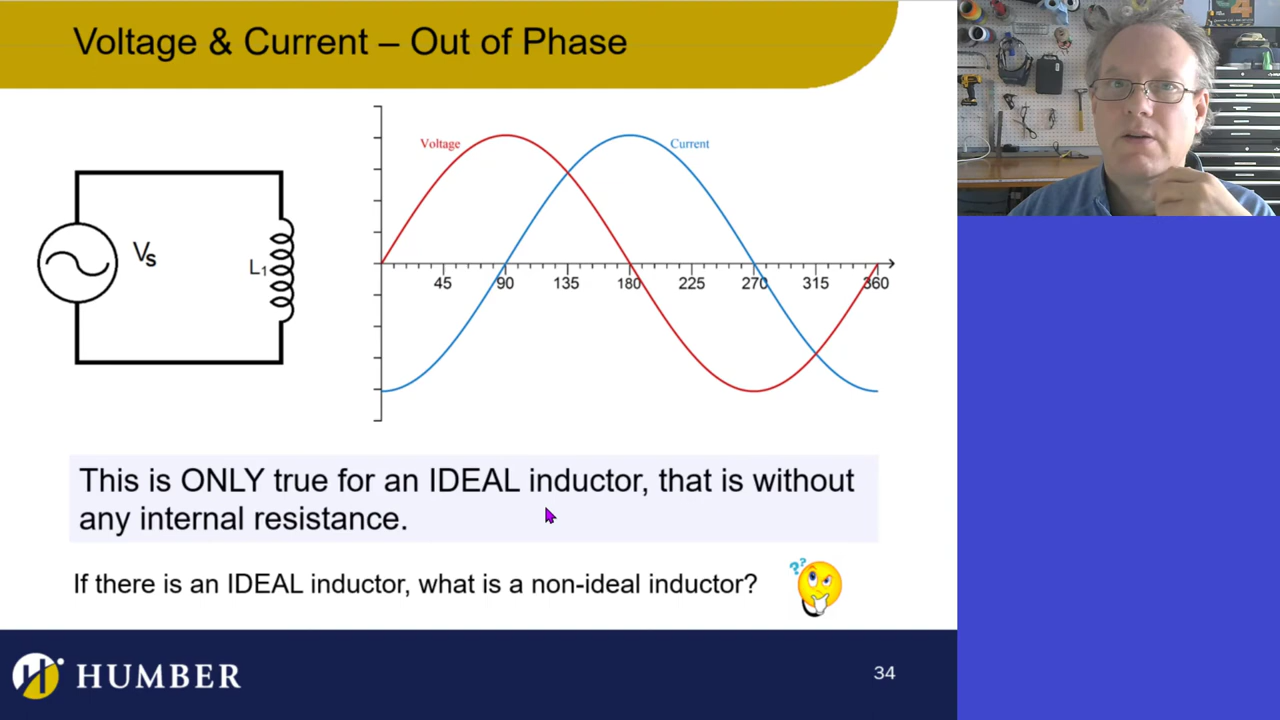 Voltage & Current – Out of Phase
Voltage
Current
Vs
L1
45 90 135 180 225 270 315 360
This is ONLY true for an IDEAL inductor, that is without
any internal resistance.
If there is an IDEAL inductor, what is a non-ideal inductor?
??
HUMBER
34